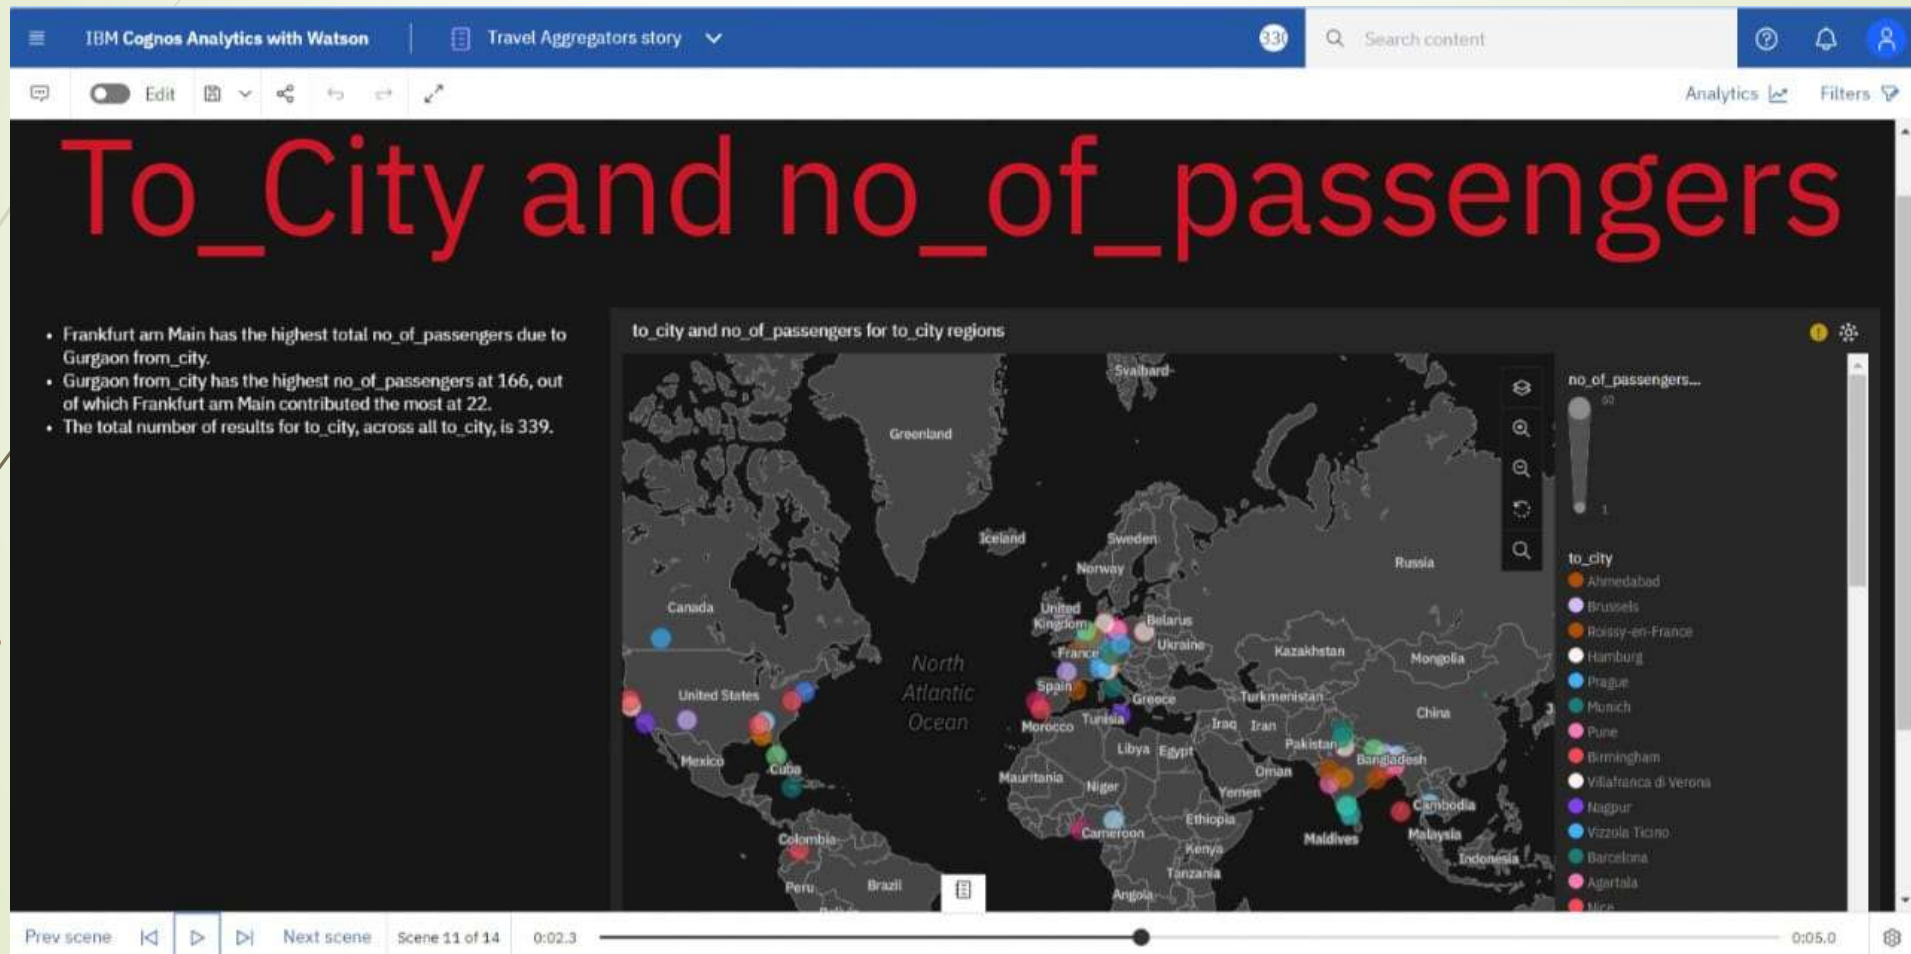 IBM Cognos Analytics with Watson
Travel Aggregators story
Search content
Edit
Analytics
Filters
To_City and no_of_passengers
• Frankfurt am Main has the highest total no_of_passengers due to
Gurgaon from_city.
• Gurgaon from_city has the highest no_of_passengers at 166, out
of which Frankfurt am Main contributed the most at 22.
• The total number of results for to_city, across all to_city, is 339.
to_city and no_of_passengers for to_city regions
Svalbard
Greenland
Iceland
Sweden
Norway
Russia
Canada
United
Kingdom
Belarus
Ukraine
France
Kazakhstan
Mongolia
North
Atlantic
Ocean
United States
Spain
Greece
Turkmenistan
China
Morocco
Tunisia
Iraq
Iran
Pakistan
Libya
Egypt
Bangladesh
Mexico
Cuba
Mauritania
Niger
Oman
Yemen
Cambodia
Ethiopia
Cameroon
Maldives
Malaysia
Colombia
Kenya
Indonesia
Tanzania
Peru
Brazil
Angola
no_of_passengers...
60
1
to_city
Ahmedabad
Brussels
Roissy-en-France
Hamburg
Prague
Munich
Pune
Birmingham
Villafranca di Verona
Nagpur
Vizzola Ticino
Barcelona
Agartala
Nice
Prev scene
Next scene
Scene 11 of 14
0:02.3
0:05.0